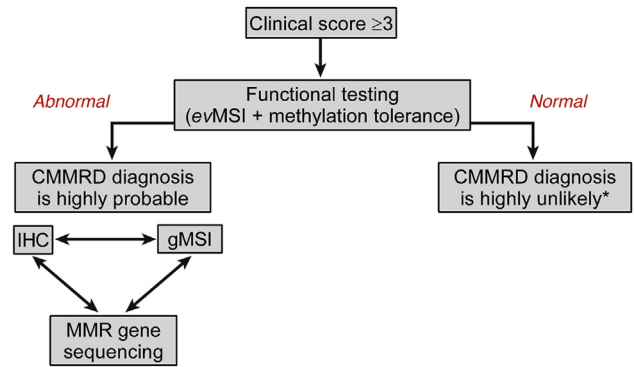 Clinical score ≥3
Abnormal
Functional testing
(evMSI + methylation tolerance)
Normal
CMMRD diagnosis
is highly probable
CMMRD diagnosis
is highly unlikely*
IHC
gMSI
MMR gene
sequencing